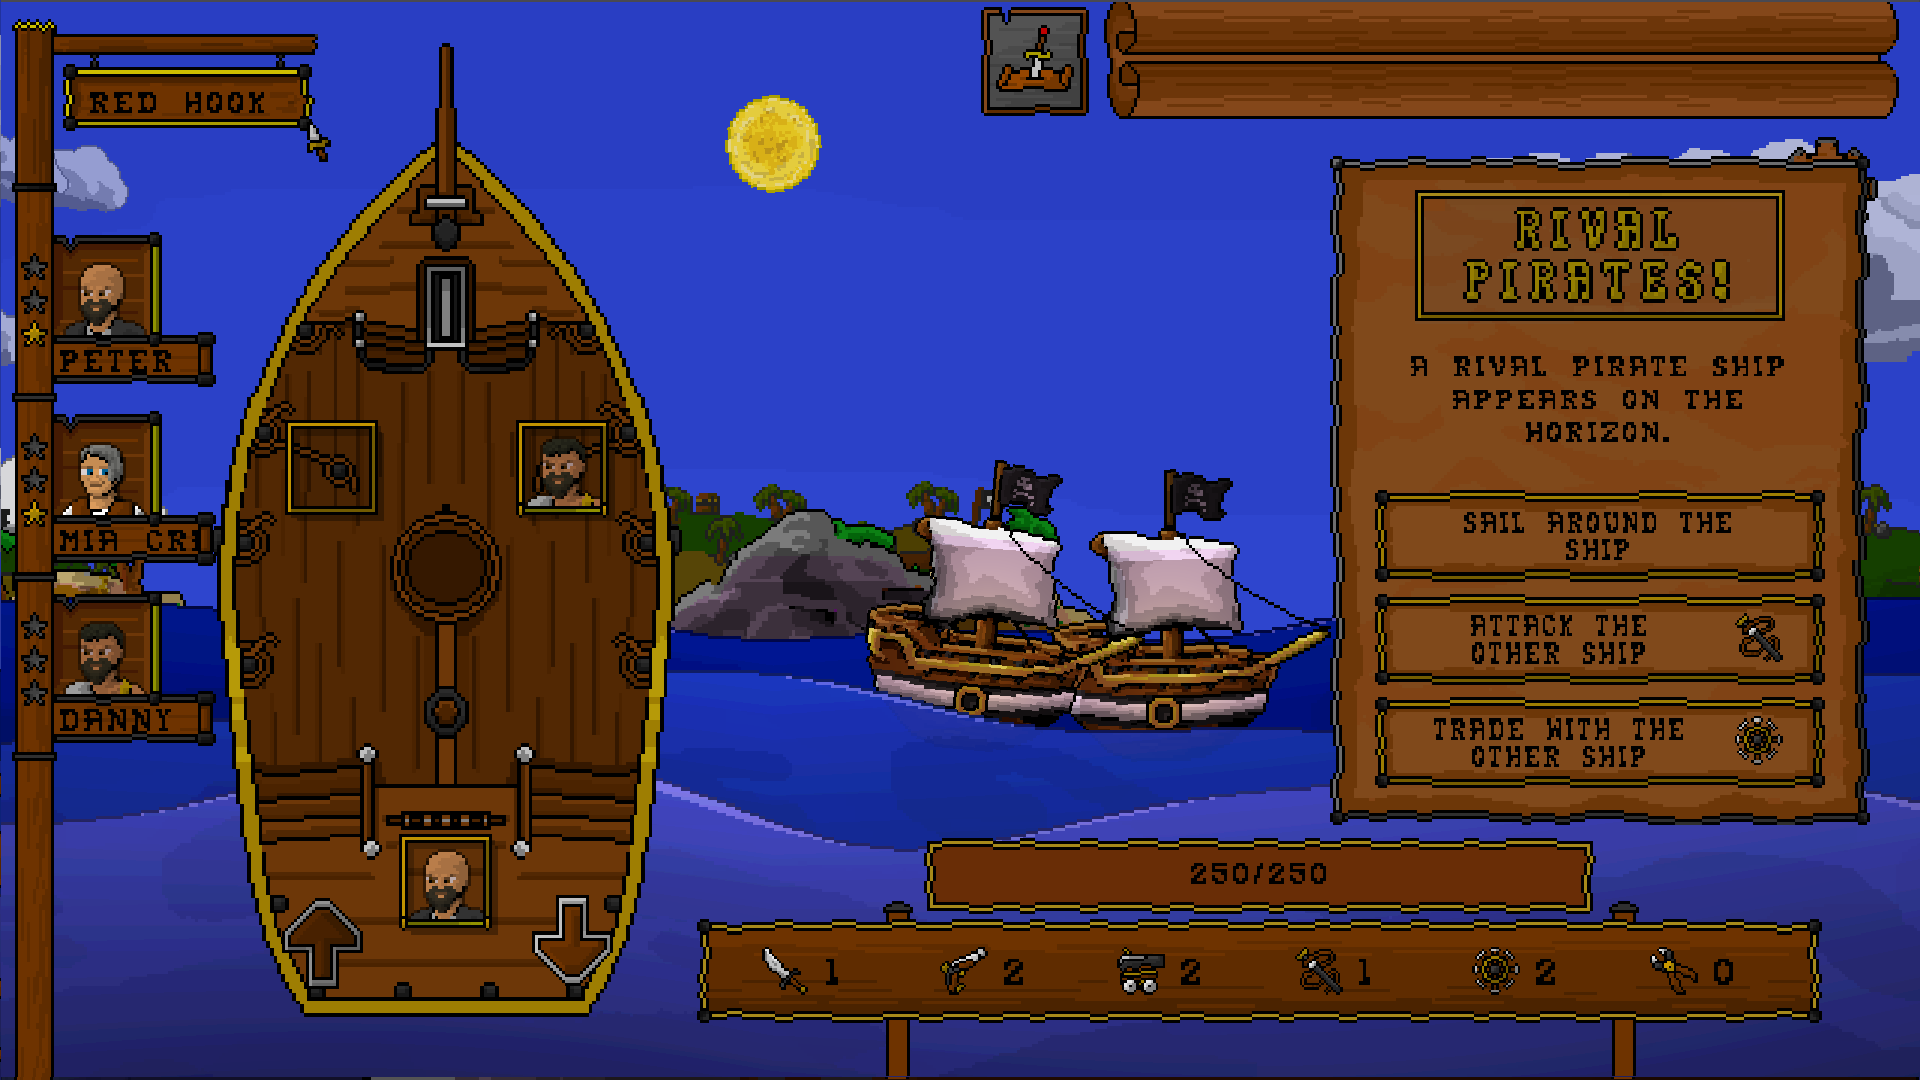 RED HOOK
PETER
MIA CRE
DANNY
RIVAL
PIRATES!
A RIVAL PIRATE SHIP
APPEARS ON THE
HORIZON.
SAIL AROUND THE
SHIP
ATTACK THE
OTHER SHIP
TRADE WITH THE
OTHER SHIP
250/250
1 2 2 1 2 0